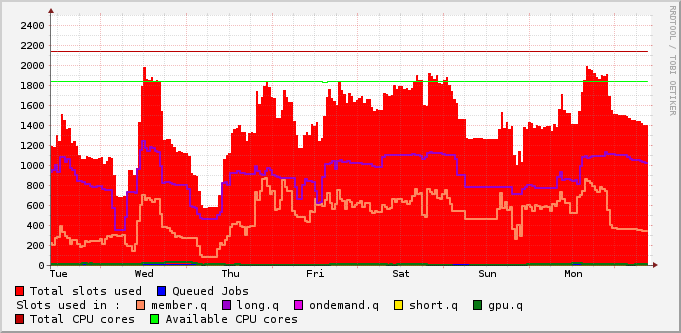 RRDTOOL / TOBI OETIKER
2400
2200
2000
1800
1600
1400
1200
1000
800
600
400
200
0
Tue Wed Thu Fri Sat Sun Mon
Total slots used Queued Jobs
Slots used in : member.q long.q ondemand.q short.q gpu.q
Total CPU cores Available CPU cores